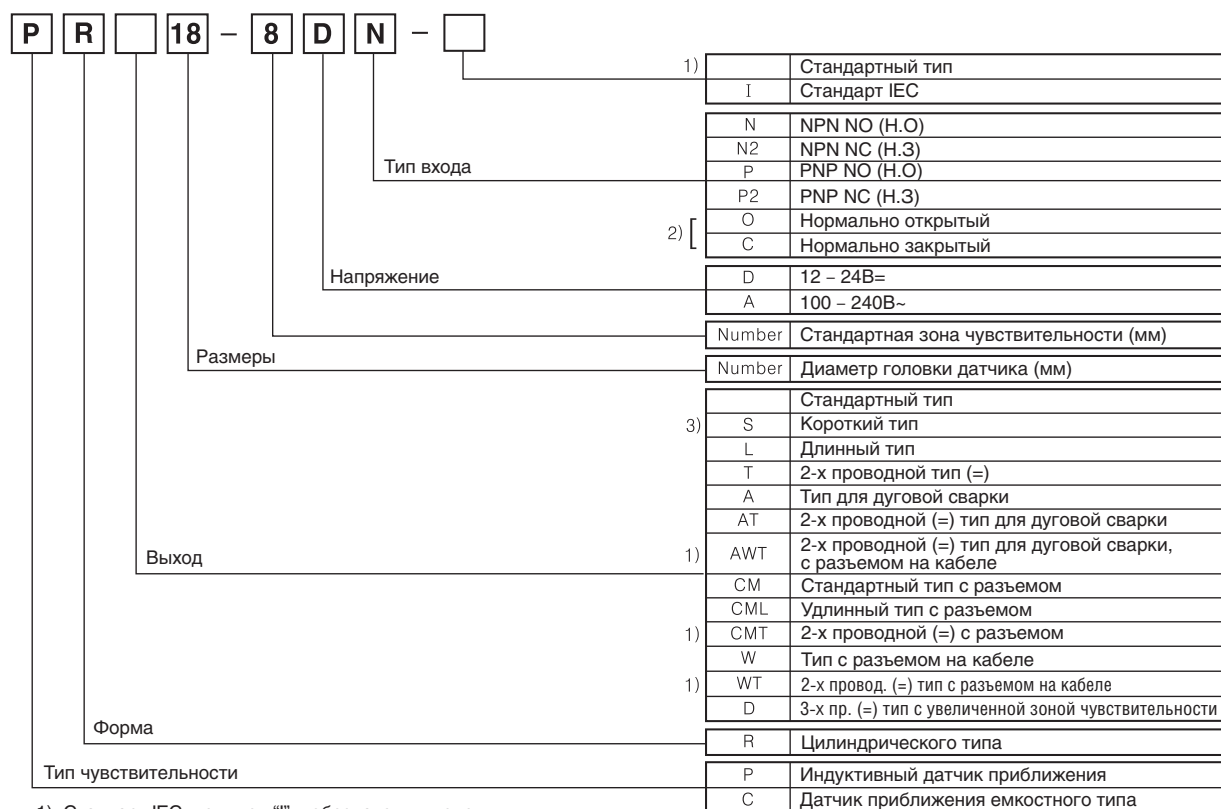 P R 18 – 8 D N –
1) Стандартный тип
I Стандарт IEC
N NPN NO (Н.О)
N2 NPN NC (Н.З)
Тип входа
P PNP NO (Н.О)
P2 PNP NC (Н.З)
2) [ O Нормально открытый
C Нормально закрытый
Напряжение
D 12 – 24В=
A 100 – 240В~
Number Стандартная зона чувствительности (мм)
Размеры
Number Диаметр головки датчика (мм)
Стандартный тип
3) S Короткий тип
L Длинный тип
T 2-х проводной тип (=)
A Тип для дуговой сварки
AT 2-х проводной (=) тип для дуговой сварки
Выход
1) AWT 2-х проводной (=) тип для дуговой сварки,
с разъемом на кабеле
CM Стандартный тип с разъемом
CML Удлинный тип с разъемом
1) CMT 2-х проводной (=) с разъемом
W Тип с разъемом на кабеле
1) WT 2-х провод. (=) тип с разъемом на кабеле
D 3-х пр. (=) тип с увеличенной зоной чувствительности
Форма
R Цилиндрического типа
Тип чувствительности
P Индуктивный датчик приближения
C Датчик приближения емкостного типа